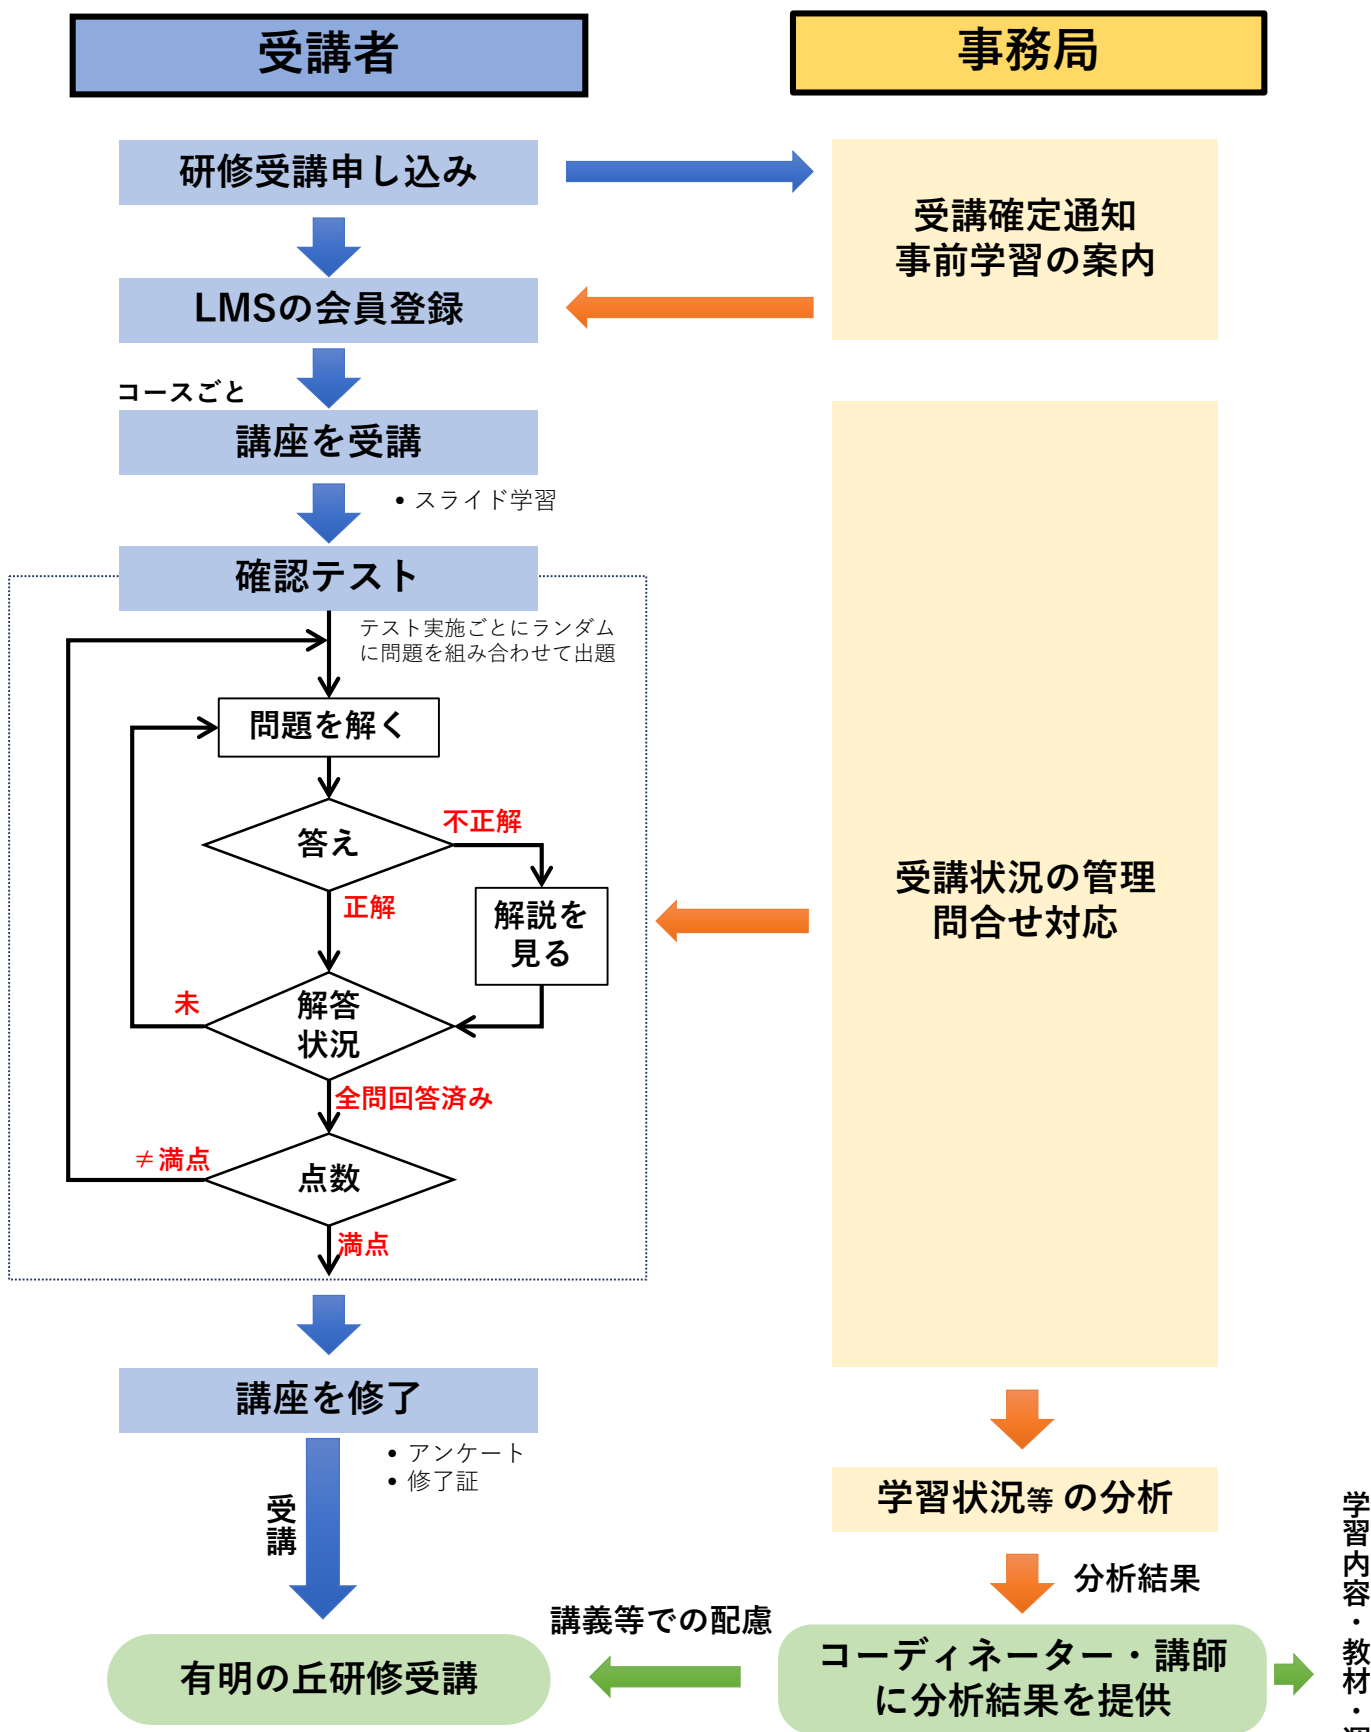 受講者
事務局
研修受講申し込み
受講確定通知
事前学習の案内
LMSの会員登録
コースごと
講座を受講
• スライド学習
確認テスト
テスト実施ごとにランダム
に問題を組み合わせて出題
問題を解く
答え
不正解
正解
解説を
見る
未
解答
状況
全問回答済み
≠満点
点数
満点
受講状況の管理
問合せ対応
講座を修了
• アンケート
• 修了証
受講
学習状況等 の分析
分析結果
講義等での配慮
有明の丘研修受講
コーディネーター・講師
に分析結果を提供
学習内容・教材・